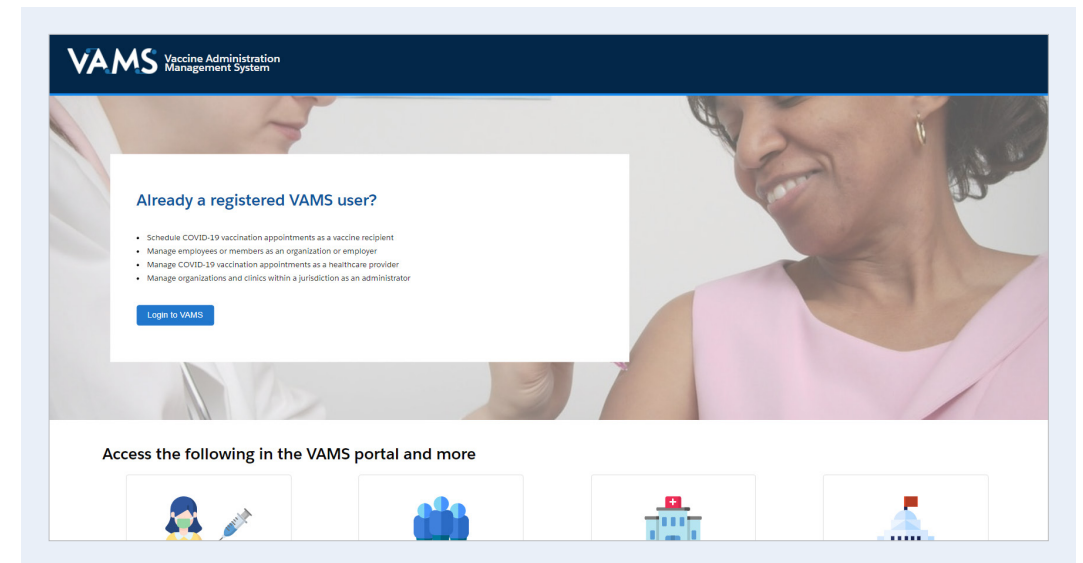 VAMS Vaccine Administration
Management System
Already a registered VAMS user?
• Schedule COVID-19 vaccination appointments as a vaccine recipient
• Manage employees or members as an organization or employer
• Manage COVID-19 vaccination appointments as a healthcare provider
• Manage organizations and clinics within a jurisdiction as an administrator
Login to VAMS
Access the following in the VAMS portal and more